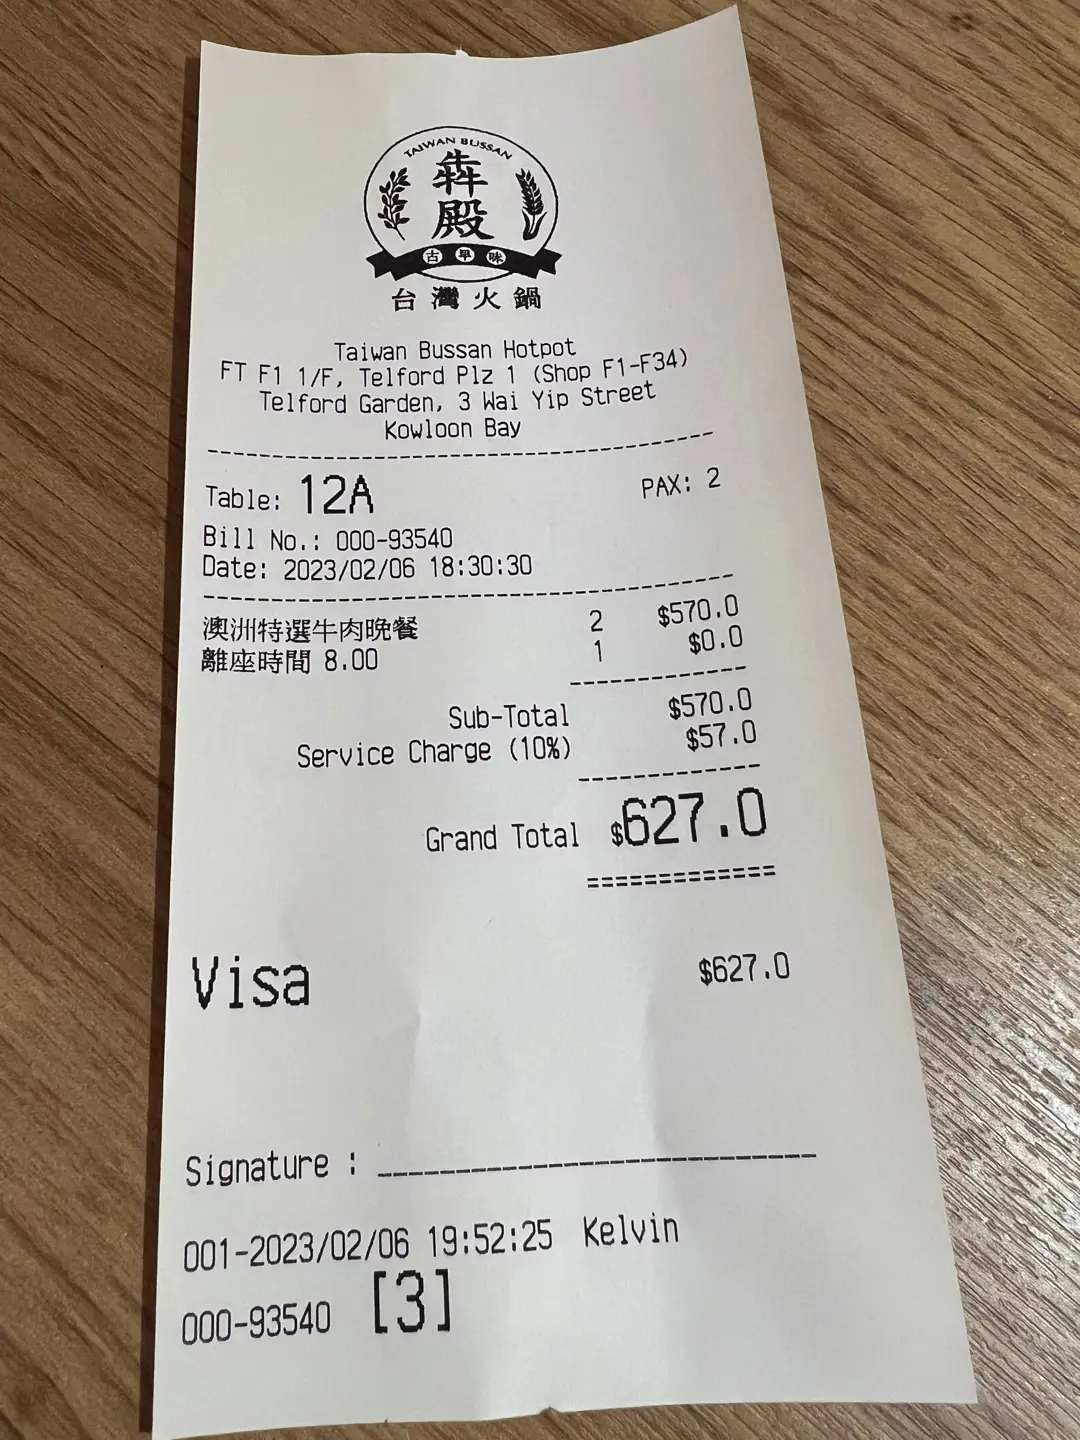 TAIWAN BUSSAN
犇殿
古早味
台灣火鍋
Taiwan Bussan Hotpot
FT F1 1/F, Telford Plz 1 (Shop F1-F34)
Telford Garden, 3 Wai Yip Street
Kowloon Bay
Table: 12A PAX: 2
Bill No.: 000-93540
Date: 2023/02/06 18:30:30
澳洲特選牛肉晚餐 2 $570.0
離座時間 8.00 1 $0.0
Sub-Total $570.0
Service Charge (10%) $57.0
Grand Total $627.0
Visa $627.0
Signature :
001-2023/02/06 19:52:25 Kelvin
000-93540 [3]